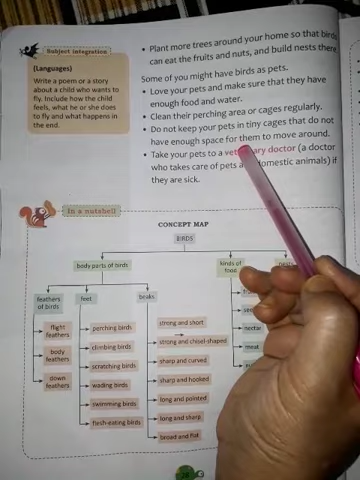 Subject Integration
(Languages)
Write a poem or a story
about a child who wants
to fly. Include how the child
feels, what he or she does
to fly and what happens in
the end.
• Plant more trees around your home so that birds
can eat the fruits and nuts, and build nests there
Some of you might have birds as pets.
• Love your pets and make sure that they have
enough food and water.
• Clean their perching area or cages regularly.
• Do not keep your pets in tiny cages that do not
have enough space for them to move around.
• Take your pets to a veterinary doctor (a doctor
who takes care of pets and domestic animals) if
they are sick.
In a nutshell
CONCEPT MAP
BIRDS
body parts of birds
kinds of
food
feathers
of birds
feet
beaks
flight
feathers
body
feathers
down
feathers
perching birds
climbing birds
scratching birds
wading birds
swimming birds
flesh-eating birds
strong and short
strong and chisel-shaped
sharp and curved
sharp and hooked
long and pointed
long and sharp
broad and flat
nectar
meat